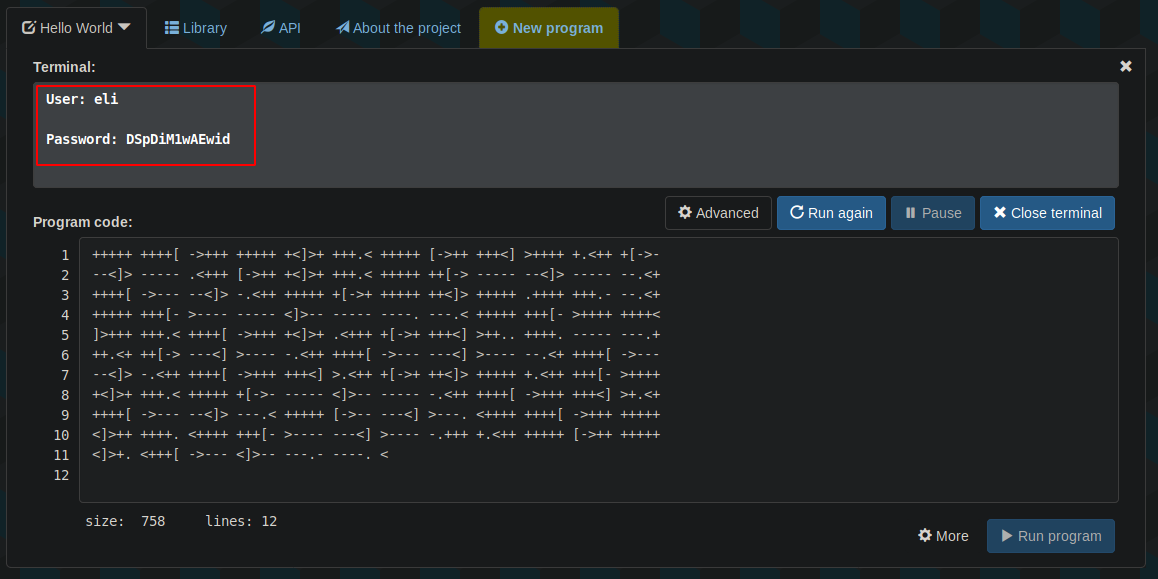 Hello World Library API About the project New program
Terminal:
User: eli
Password: DSpDiM1wAEwid
Advanced Run again Pause Close terminal
Program code:
1 +++++ ++++[ ->+++ +++++ +<]>+ +++.< +++++ [->++ +++<] >++++ +.<++ +[->-
2 --<]> ----- .<+++ [->++ +<]>+ +++.< +++++ ++[-> ----- --<]> ----- --.<+
3 ++++[ ->--- --<]> -.<++ +++++ +[->+ +++++ ++<]> +++++ .++++ +++.- --.<+
4 +++++ +++[- >---- ----- <]>-- ----- ----. ---.< +++++ +++[- >++++ ++++<
5 ]>+++ +++.< ++++[ ->+++ +<]>+ .<+++ +[->+ +++<] >++.. ++++. ----- ---.+
6 ++.<+ ++[-> ---<] >---- -.<++ ++++[ ->--- ---<] >---- --.<+ ++++[ ->---
7 --<]> -.<++ ++++[ ->+++ +++<] >.<++ +[->+ ++<]> +++++ +.<++ +++[- >++++
8 +<]>+ +++.< +++++ +[->- ----- <]>-- ----- -.<++ ++++[ ->+++ +++<] >+.<+
9 ++++[ ->--- --<]> ---.< +++++ [->-- ---<] >---. <++++ ++++[ ->+++ +++++
10 <]>++ ++++. <++++ +++[- >---- ---<] >---- -.+++ +.<++ +++++ [->++ +++++
11 <]>+. <+++[ ->--- <]>-- ---.- ----. <
12
size: 758 lines: 12
More Run program